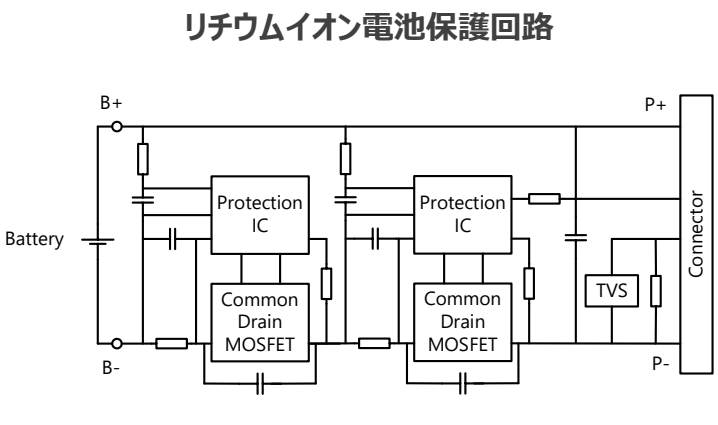 リチウムイオン電池保護回路
B+
P+
Protection
IC
Protection
IC
Battery
Connector
TVS
Common
Drain
MOSFET
Common
Drain
MOSFET
B-
P-